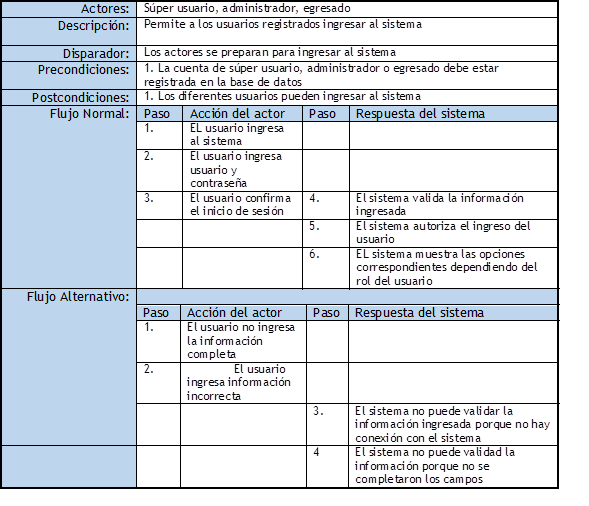 Actores: Súper usuario, administrador, egresado
Descripción: Permite a los usuarios registrados ingresar al sistema
Disparador: Los actores se preparan para ingresar al sistema
Precondiciones: 1. La cuenta de súper usuario, administrador o egresado debe estar
registrada en la base de datos
Postcondiciones: 1. Los diferentes usuarios pueden ingresar al sistema
Flujo Normal: Paso Acción del actor Paso Respuesta del sistema
1. EL usuario ingresa
al sistema
2. El usuario ingresa
usuario y
contraseña
3. El usuario confirma
el inicio de sesión
4. El sistema valida la información
ingresada
5. El sistema autoriza el ingreso del
usuario
6. EL sistema muestra las opciones
correspondientes dependiendo del
rol del usuario
Flujo Alternativo:
Paso Acción del actor Paso Respuesta del sistema
1. El usuario no ingresa
la información
completa
2. El usuario
ingresa información
incorrecta
3. El sistema no puede validar la
información ingresada porque no hay
conexión con el sistema
4 El sistema no puede validad la
información porque no se
completaron los campos